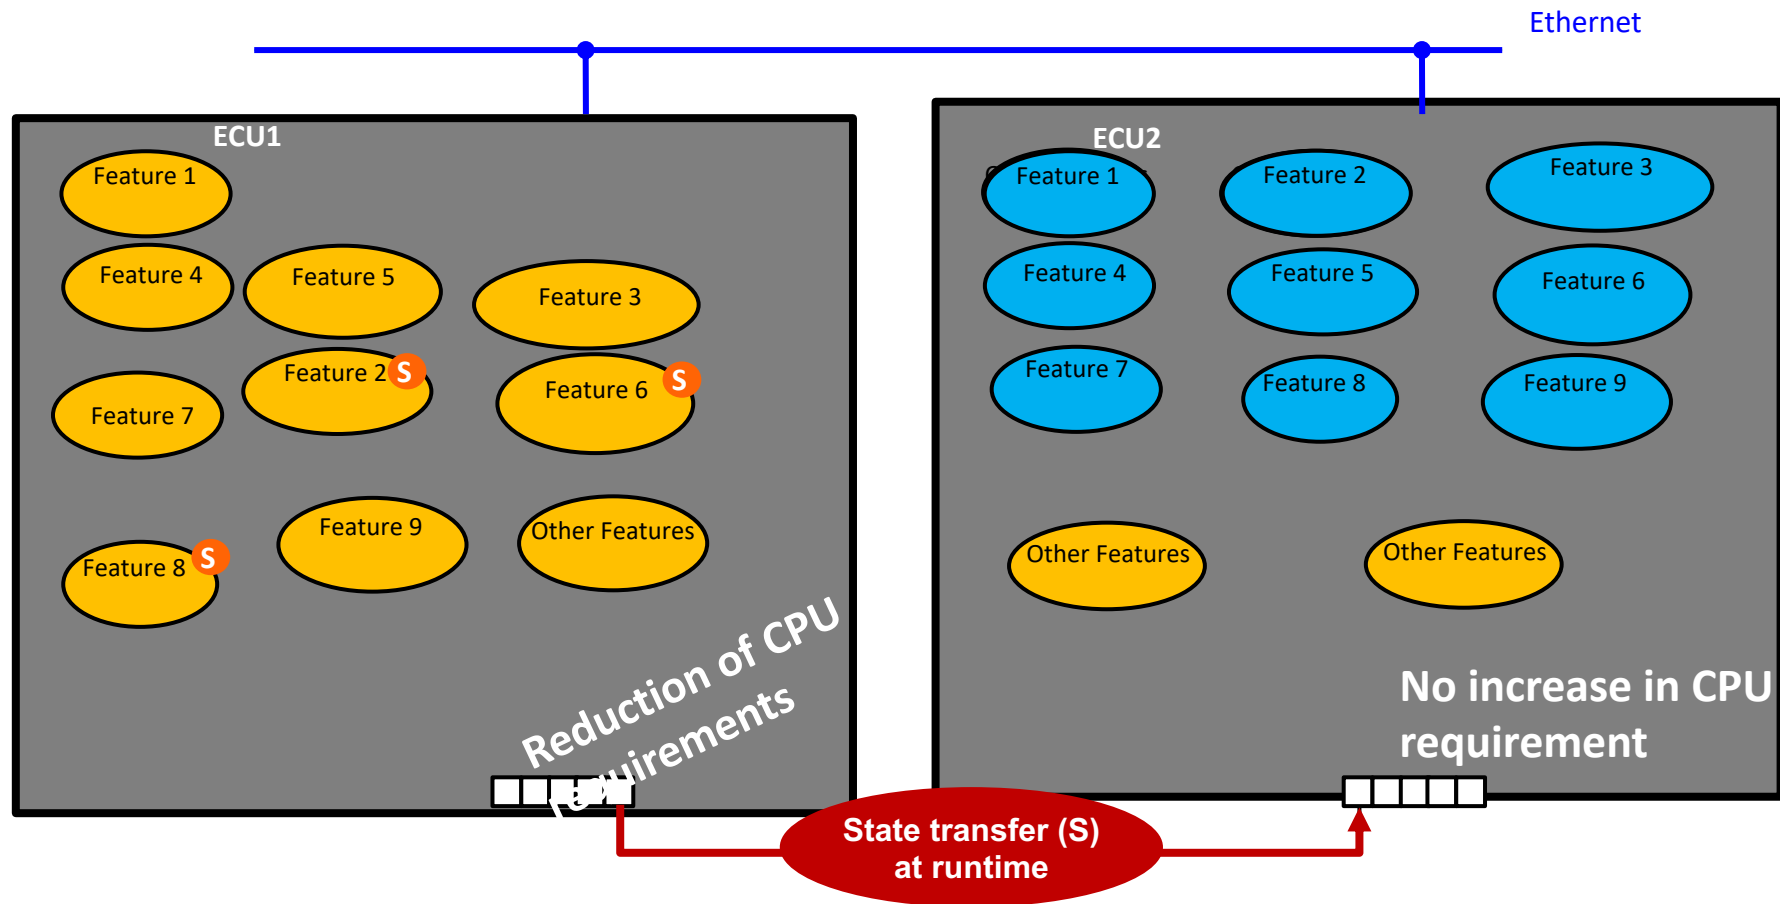 Ethernet
ECU1
Feature 1
Feature 4
Feature 5
Feature 3
Feature 2
S
Feature 6
S
Feature 7
Feature 9
Other Features
Feature 8
S
Reduction of CPU
requirements
ECU2
Feature 1
Feature 2
Feature 3
Feature 4
Feature 5
Feature 6
Feature 7
Feature 8
Feature 9
Other Features
Other Features
No increase in CPU
requirement
State transfer (S)
at runtime